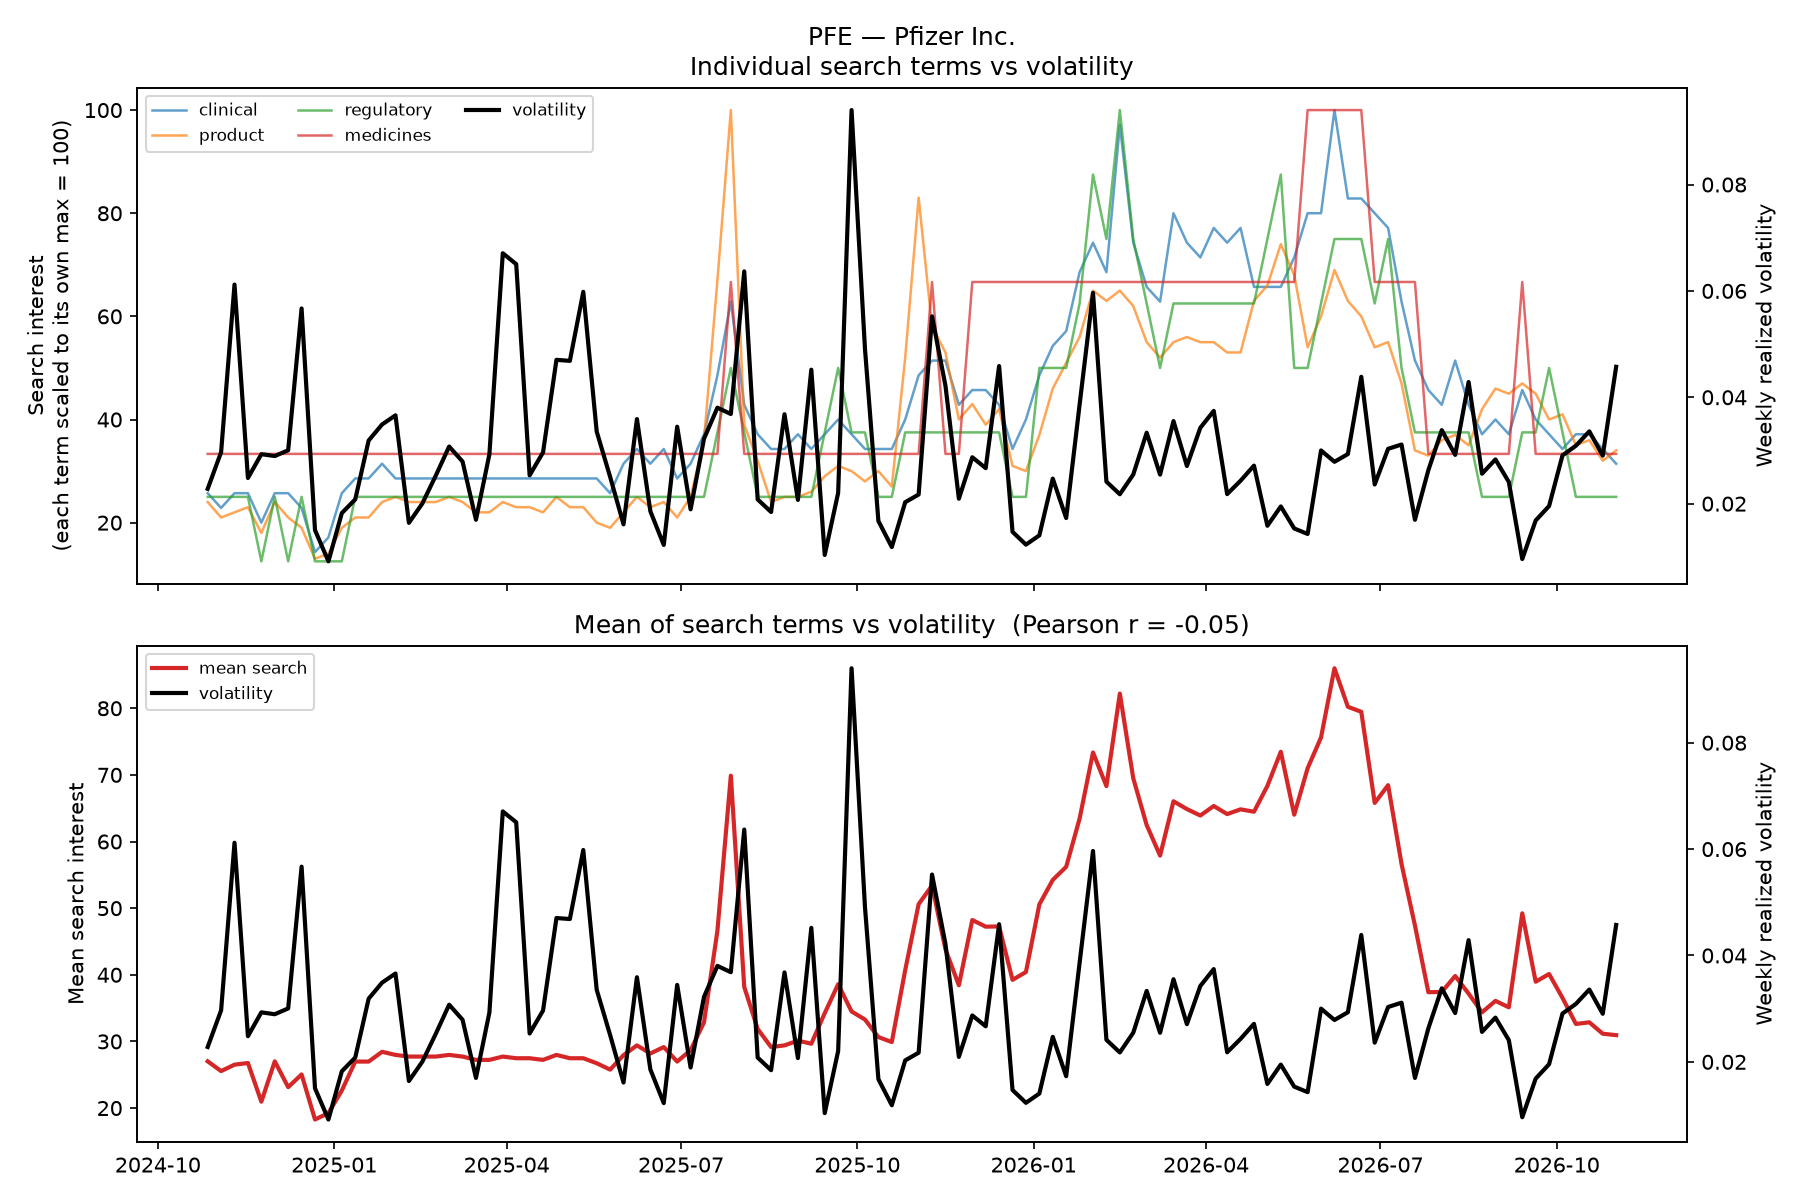 PFE — Pfizer Inc.
Individual search terms vs volatility
clinical
product
regulatory
medicines
volatility
Search interest
(each term scaled to its own max = 100)
100
80
60
40
20
0.08
0.06
0.04
0.02
Weekly realized volatility
Mean of search terms vs volatility (Pearson r = -0.05)
mean search
volatility
Mean search interest
80
70
60
50
40
30
20
0.08
0.06
0.04
0.02
Weekly realized volatility
2024-10 2025-01 2025-04 2025-07 2025-10 2026-01 2026-04 2026-07 2026-10